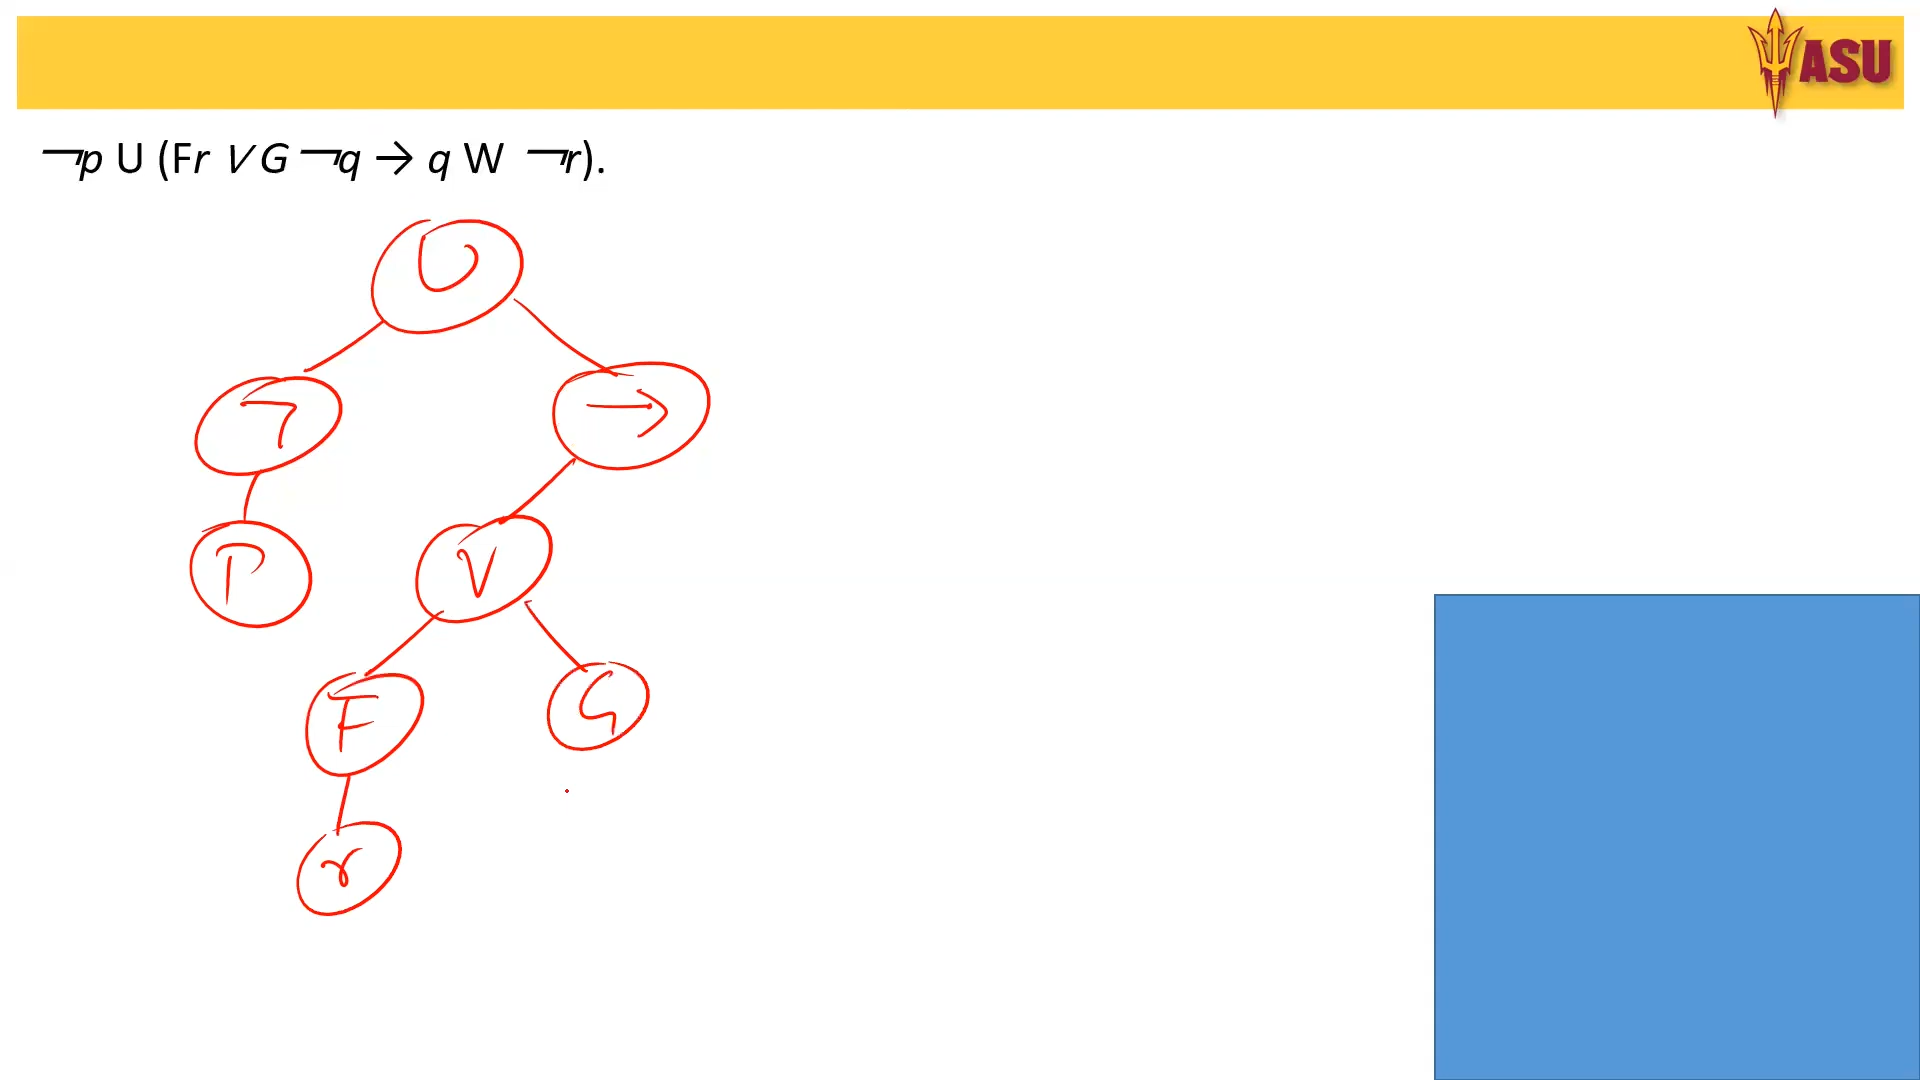 ASU
¬p U (Fr ∨ G¬q → q W ¬r).
U
¬ →
P V
F G
r